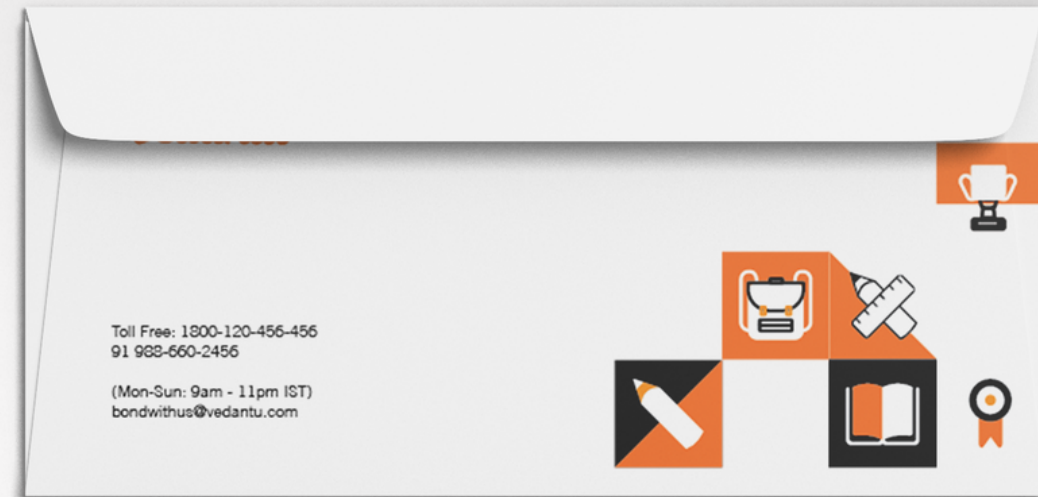 Toll Free: 1800-120-456-456
91 988-660-2456
(Mon-Sun: 9am - 11pm IST)
bondwithus@vedantu.com